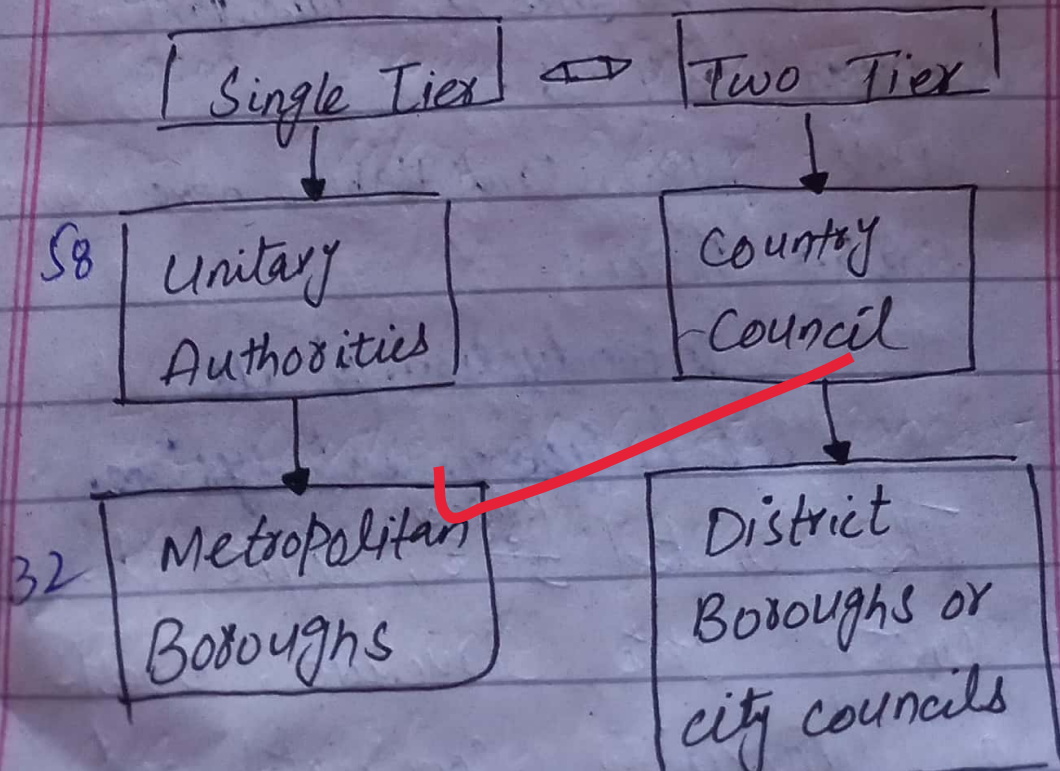 Single Tier
Two Tier
58
Unitary
Authorities
Country
Council
32
Metropolitan
Boroughs
District
Boroughs or
city councils